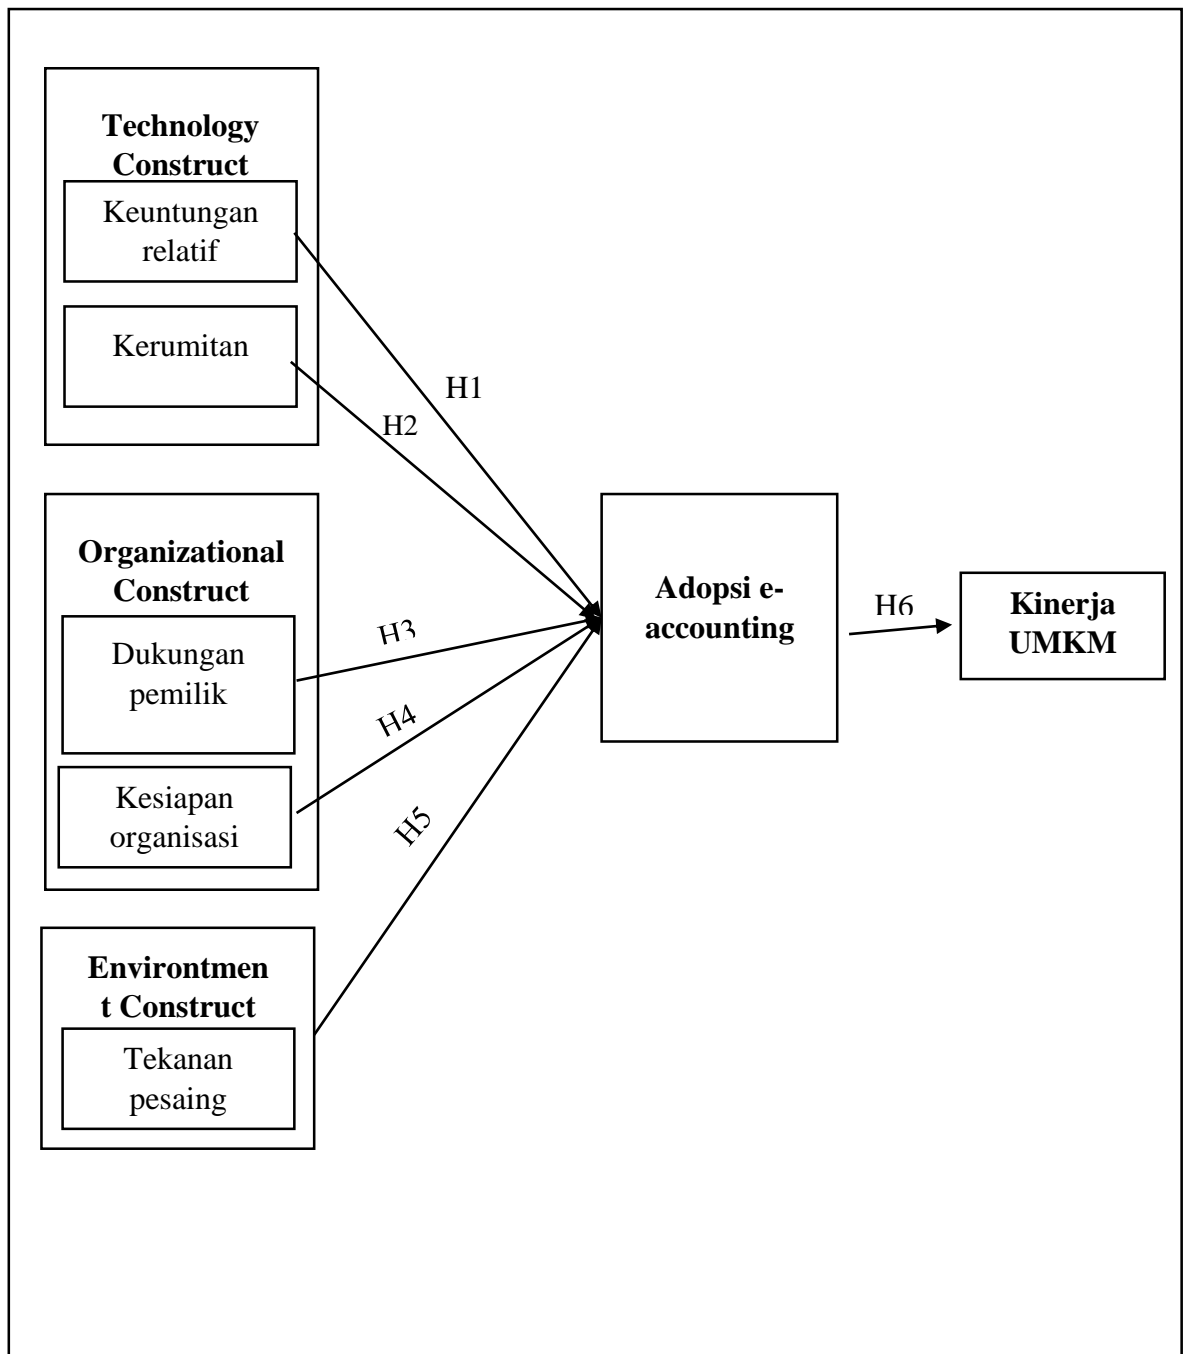 Technology
Construct
Keuntungan
relatif
Kerumitan
H1
H2
Organizational
Construct
Dukungan
pemilik
Kesiapan
organisasi
H3
H4
H5
Adopsi e-
accounting
H6
Kinerja
UMKM
Environtmen
t Construct
Tekanan
pesaing